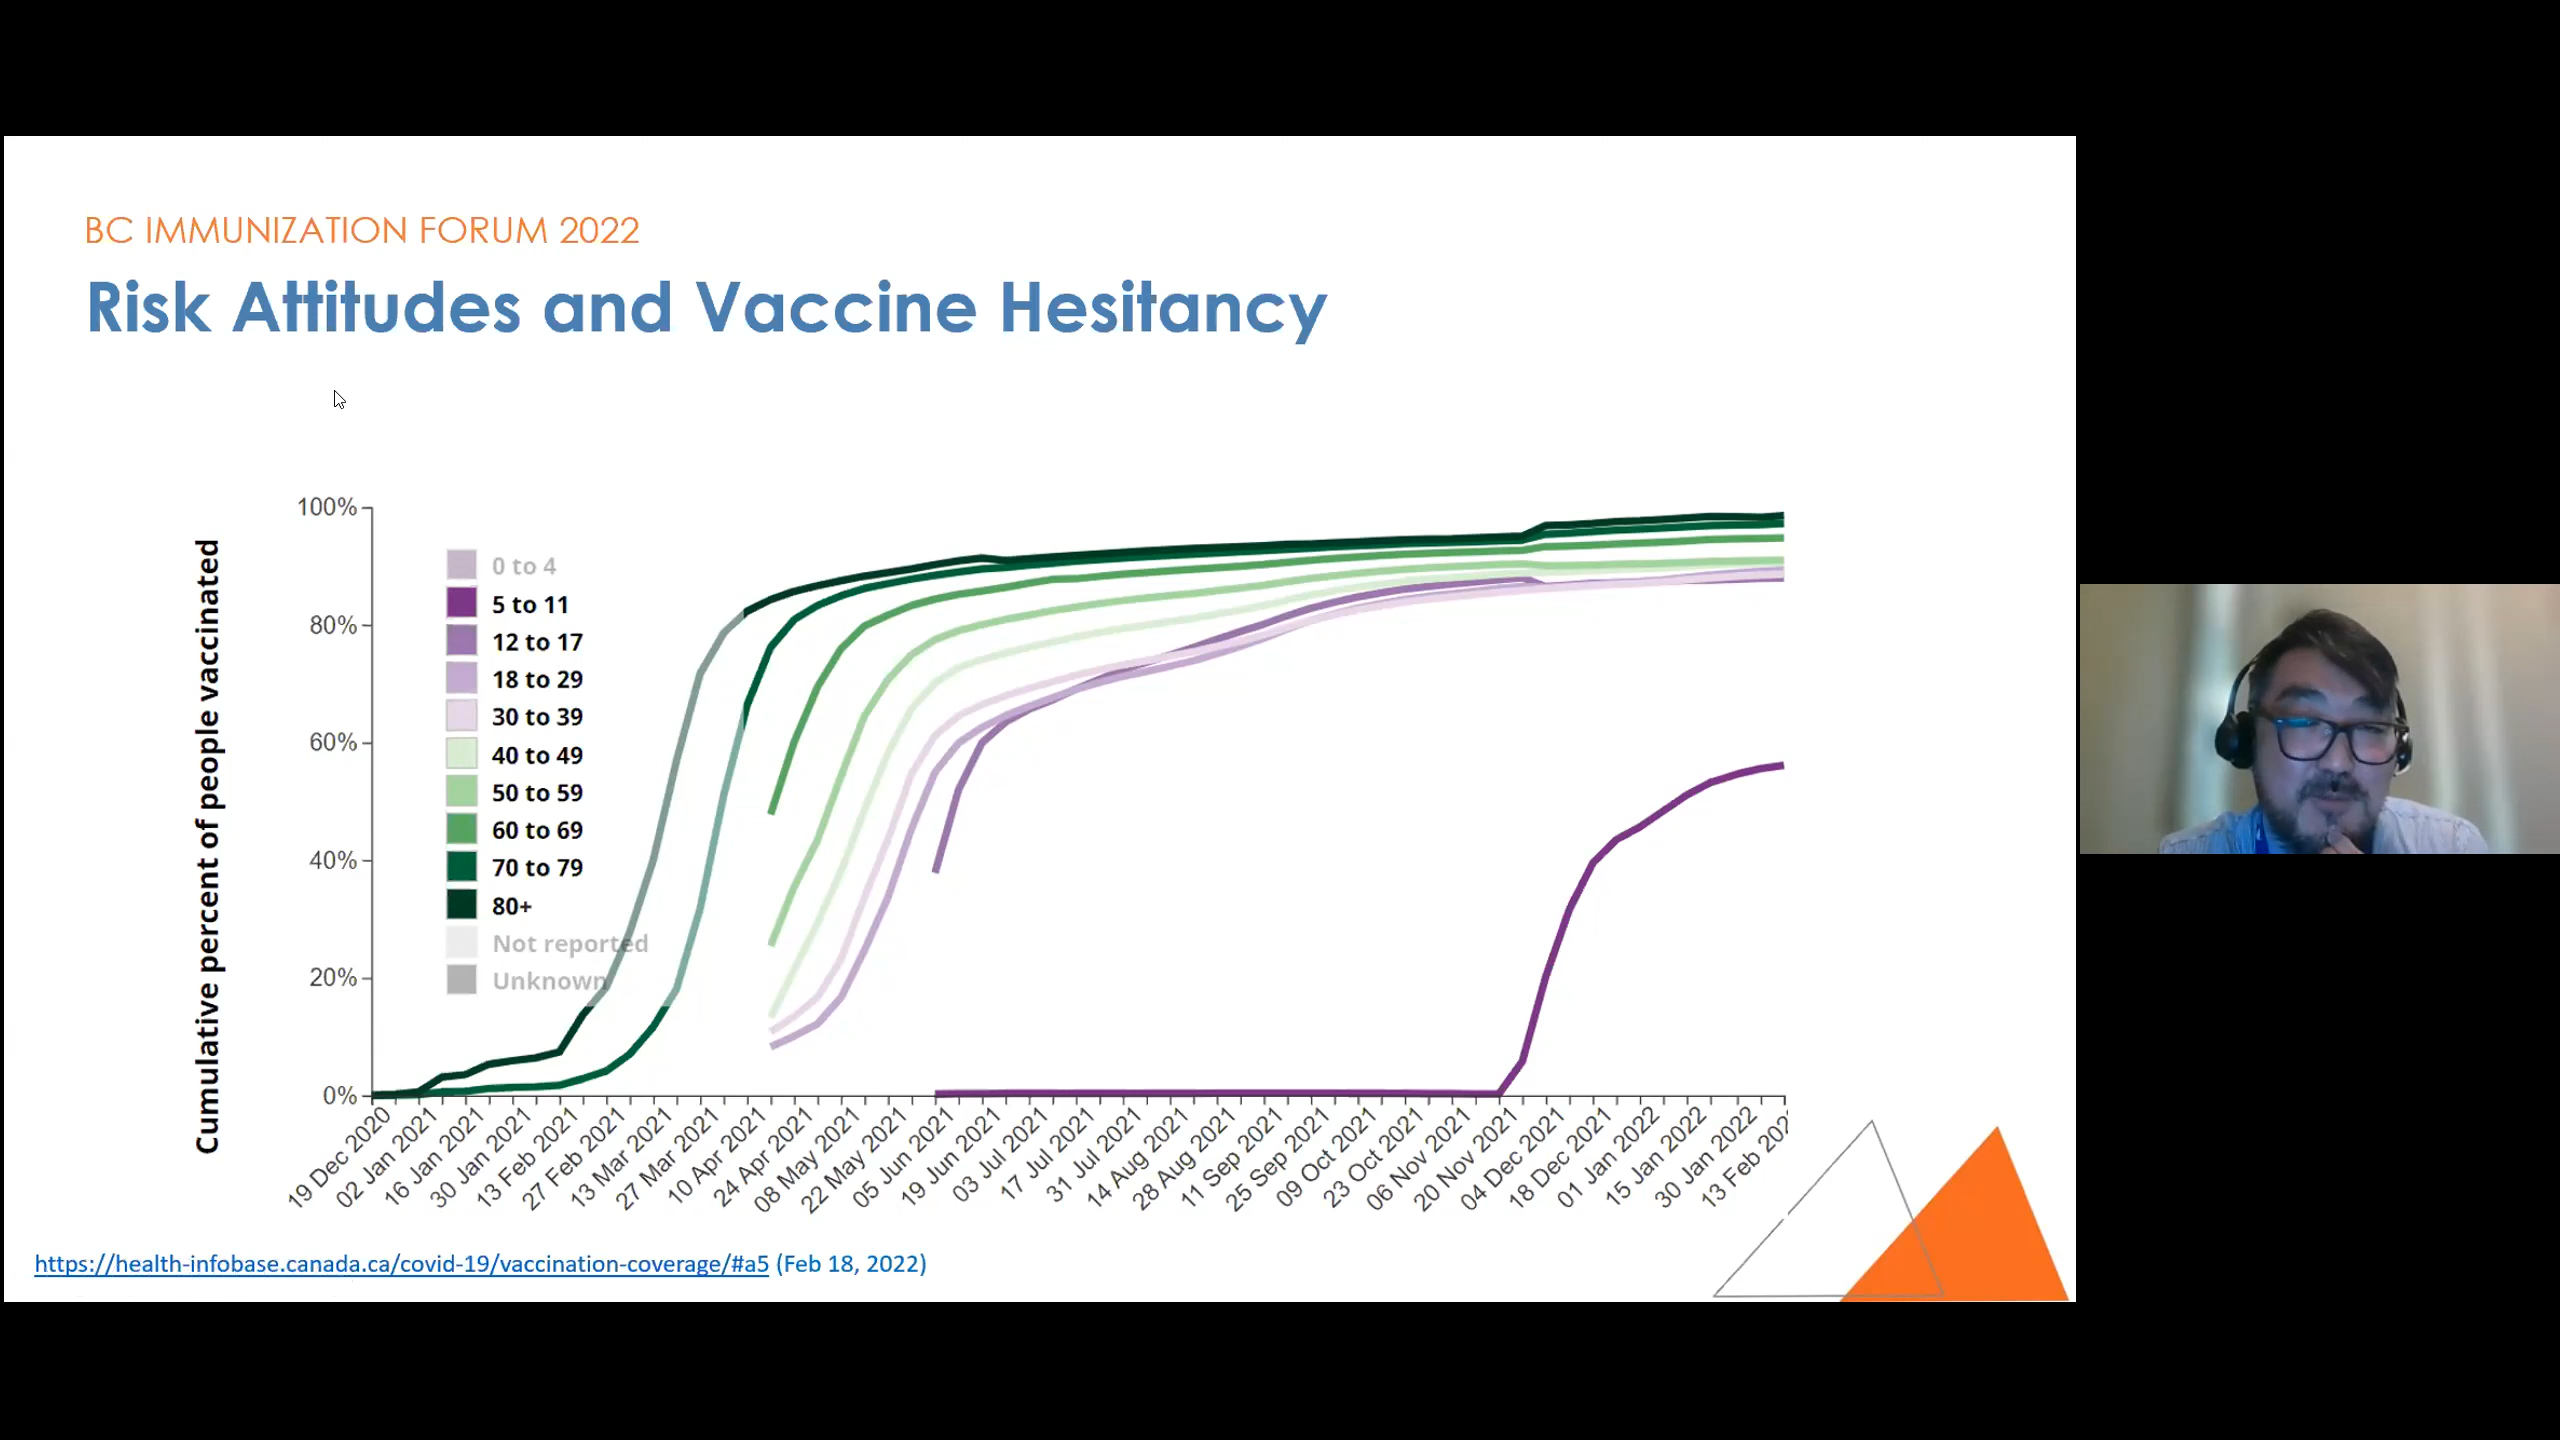 BC IMMUNIZATION FORUM 2022
Risk Attitudes and Vaccine Hesitancy
Cumulative percent of people vaccinated
100%
80%
60%
40%
20%
0%
0 to 4
5 to 11
12 to 17
18 to 29
30 to 39
40 to 49
50 to 59
60 to 69
70 to 79
80+
Not reported
Unknown
19 Dec 2020
02 Jan 2021
16 Jan 2021
30 Jan 2021
13 Feb 2021
27 Feb 2021
13 Mar 2021
27 Mar 2021
10 Apr 2021
24 Apr 2021
08 May 2021
22 May 2021
05 Jun 2021
19 Jun 2021
03 Jul 2021
17 Jul 2021
31 Jul 2021
14 Aug 2021
28 Aug 2021
11 Sep 2021
25 Sep 2021
09 Oct 2021
23 Oct 2021
06 Nov 2021
20 Nov 2021
04 Dec 2021
18 Dec 2021
01 Jan 2022
15 Jan 2022
30 Jan 2022
13 Feb 202
https://health-infobase.canada.ca/covid-19/vaccination-coverage/#a5 (Feb 18, 2022)